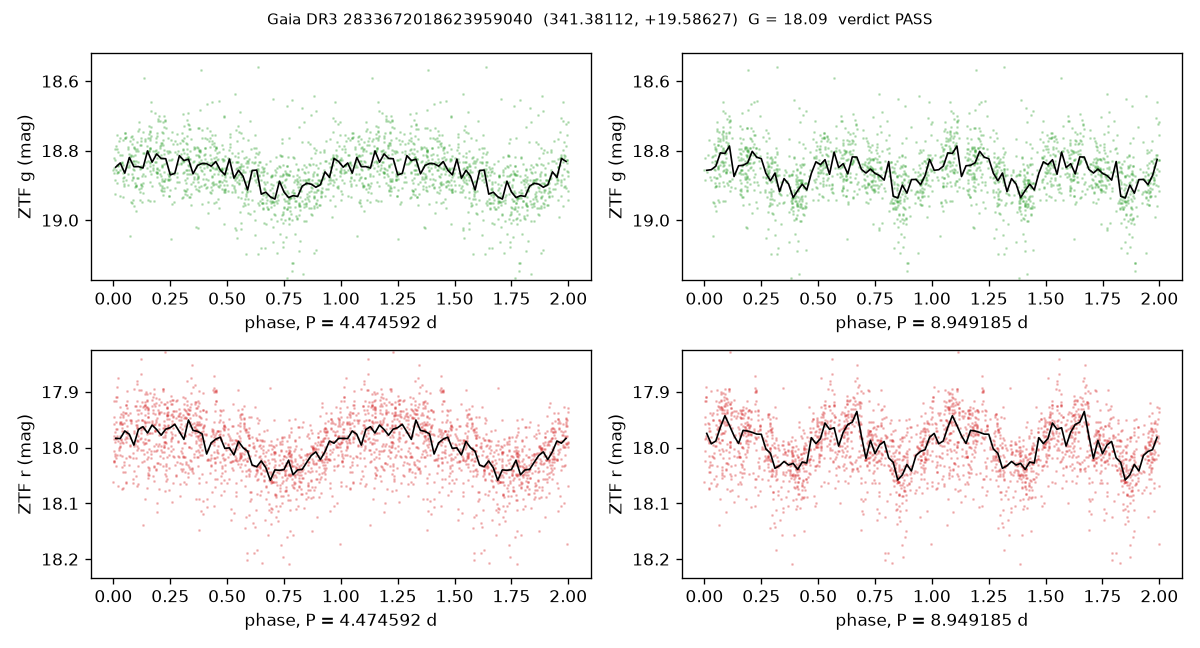 Gaia DR3 2833672018623959040 (341.38112, +19.58627) G = 18.09 verdict PASS
ZTF g (mag)
18.6
18.8
19.0
0.00 0.25 0.50 0.75 1.00 1.25 1.50 1.75 2.00
phase, P = 4.474592 d
ZTF g (mag)
18.6
18.8
19.0
0.00 0.25 0.50 0.75 1.00 1.25 1.50 1.75 2.00
phase, P = 8.949185 d
ZTF r (mag)
17.9
18.0
18.1
18.2
0.00 0.25 0.50 0.75 1.00 1.25 1.50 1.75 2.00
phase, P = 4.474592 d
ZTF r (mag)
17.9
18.0
18.1
18.2
0.00 0.25 0.50 0.75 1.00 1.25 1.50 1.75 2.00
phase, P = 8.949185 d